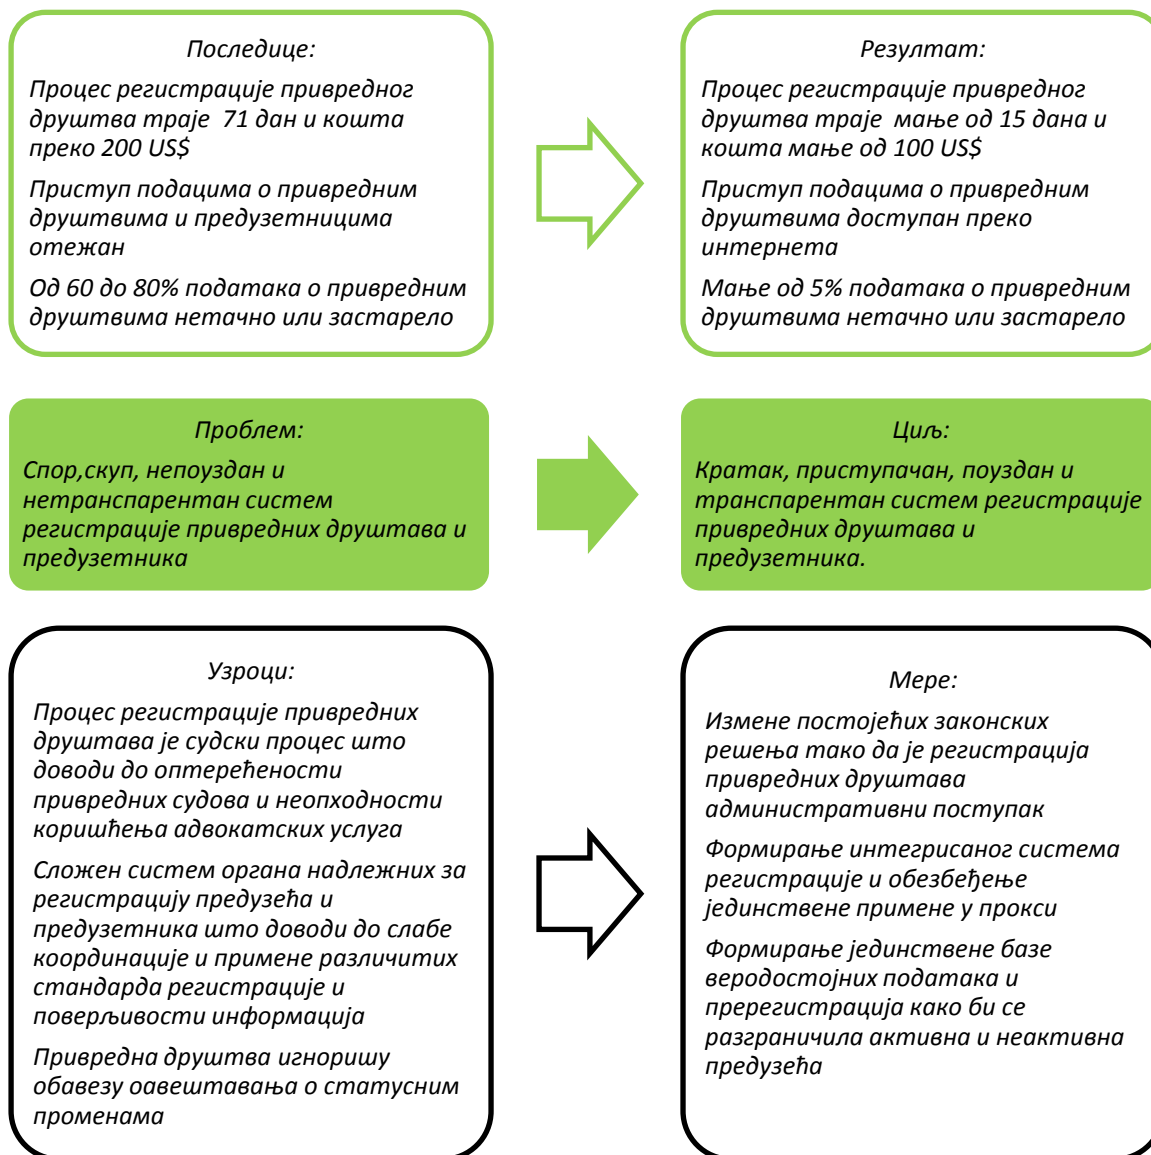 Последице:
Процес регистрације привредног
друштва траје 71 дан и кошта
преко 200 US$
Приступ подацима о привредним
друштвима и предузетницима
отежан
Од 60 до 80% података о привредним
друштвима нетачно или застарело
Резултат:
Процес регистрације привредног
друштва траје мање од 15 дана и
кошта мање од 100 US$
Приступ подацима о привредним
друштвима доступан преко
интернета
Мање од 5% података о привредним
друштвима нетачно или застарело
Проблем:
Спор,скуп, непоуздан и
нетранспарентан систем
регистрације привредних друштава и
предузетника
Циљ:
Кратак, приступачан, поуздан и
транспарентан систем регистрације
привредних друштава и
предузетника.
Узроци:
Процес регистрације привредних
друштава је судски процес што
доводи до оптерећености
привредних судова и неопходности
коришћења адвокатских услуга
Сложен систем органа надлежних за
регистрацију предузећа и
предузетника што доводи до слабе
координације и примене различитих
стандарда регистрације и
поверљивости информација
Привредна друштва игноришу
обавезу оавештавања о статусним
променама
Мере:
Измене постојећих законских
решења тако да је регистрација
привредних друштава
административни поступак
Формирање интегрисаног система
регистрације и обезбеђење
јединствене примене у прокси
Формирање јединствене базе
веродостојних података и
пререгистрација како би се
разграничила активна и неактивна
предузећа